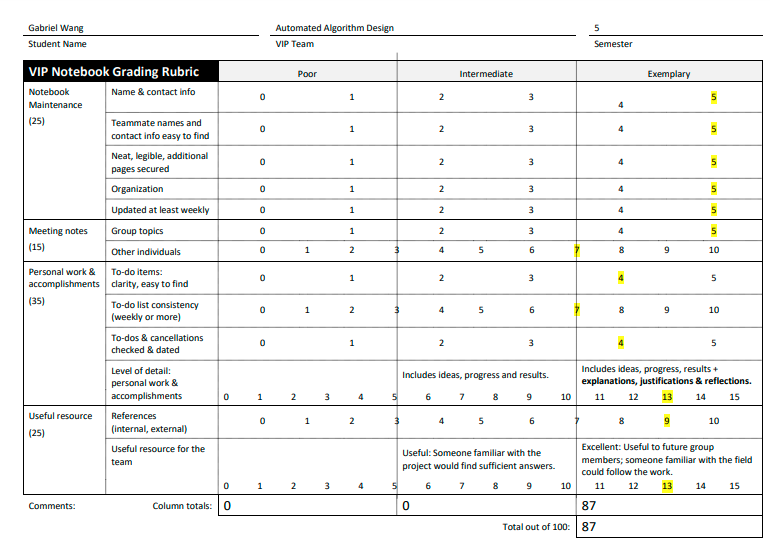 Gabriel Wang Automated Algorithm Design 5
Student Name VIP Team Semester
VIP Notebook Grading Rubric Poor Intermediate Exemplary
Notebook Maintenance (25) Name & contact info 0 1 2 3 4 5
Teammate names and contact info easy to find 0 1 2 3 4 5
Neat, legible, additional pages secured 0 1 2 3 4 5
Organization 0 1 2 3 4 5
Updated at least weekly 0 1 2 3 4 5
Meeting notes (15) Group topics 0 1 2 3 4 5
Other individuals 0 1 2 3 4 5 6 7 8 9 10
Personal work & accomplishments (35) To-do items: clarity, easy to find 0 1 2 3 4 5
To-do list consistency (weekly or more) 0 1 2 3 4 5 6 7 8 9 10
To-dos & cancellations checked & dated 0 1 2 3 4 5
Level of detail: personal work & accomplishments
Includes ideas, progress and results.
Includes ideas, progress, results +
explanations, justifications & reflections.
0 1 2 3 4 5 6 7 8 9 10 11 12 13 14 15
Useful resource (25) References (internal, external) 0 1 2 3 4 5 6 7 8 9 10
Useful resource for the team
Useful: Someone familiar with the
project would find sufficient answers.
Excellent: Useful to future group
members; someone familiar with the field
could follow the work.
0 1 2 3 4 5 6 7 8 9 10 11 12 13 14 15
Comments: Column totals: 0 0 87
Total out of 100: 87